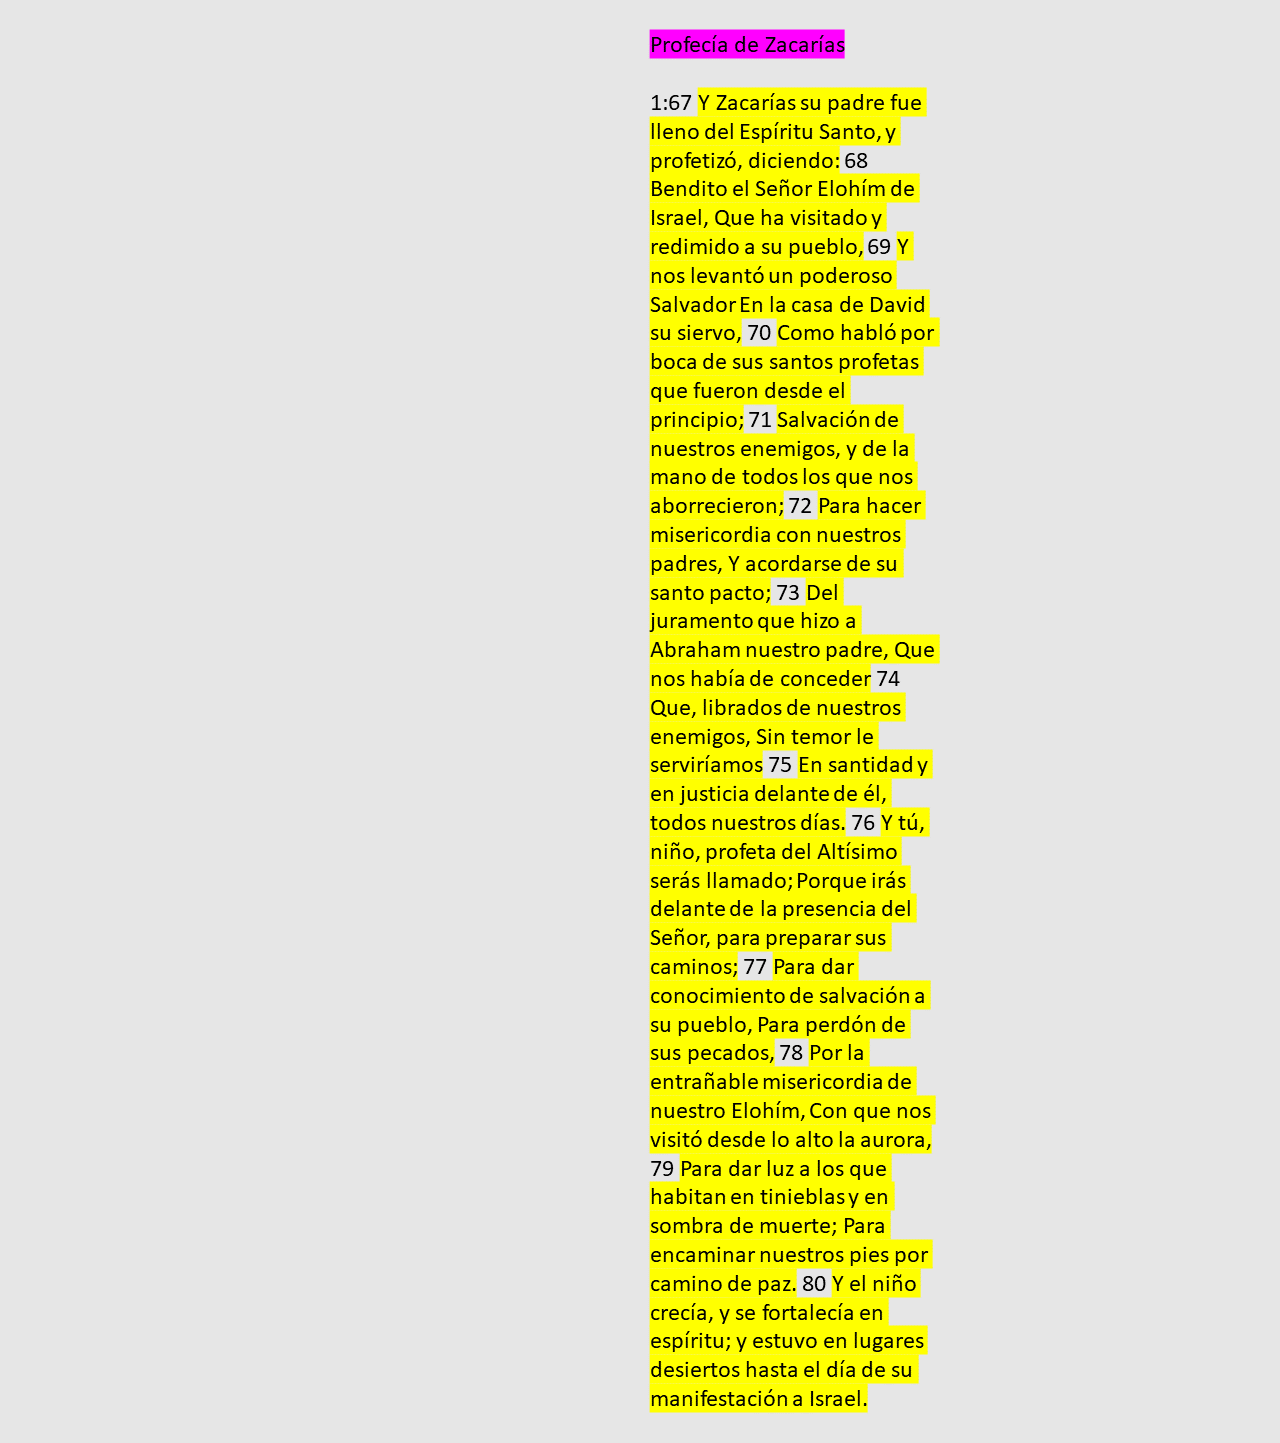 Profecía de Zacarías
1:67 Y Zacarías su padre fue
lleno del Espíritu Santo, y
profetizó, diciendo: 68
Bendito el Señor Elohím de
Israel, Que ha visitado y
redimido a su pueblo, 69 Y
nos levantó un poderoso
Salvador En la casa de David
su siervo, 70 Como habló por
boca de sus santos profetas
que fueron desde el
principio; 71 Salvación de
nuestros enemigos, y de la
mano de todos los que nos
aborrecieron; 72 Para hacer
misericordia con nuestros
padres, Y acordarse de su
santo pacto; 73 Del
juramento que hizo a
Abraham nuestro padre, Que
nos había de conceder 74
Que, librados de nuestros
enemigos, Sin temor le
serviríamos 75 En santidad y
en justicia delante de él,
todos nuestros días. 76 Y tú,
niño, profeta del Altísimo
serás llamado; Porque irás
delante de la presencia del
Señor, para preparar sus
caminos; 77 Para dar
conocimiento de salvación a
su pueblo, Para perdón de
sus pecados, 78 Por la
entrañable misericordia de
nuestro Elohím, Con que nos
visitó desde lo alto la aurora,
79 Para dar luz a los que
habitan en tinieblas y en
sombra de muerte; Para
encaminar nuestros pies por
camino de paz. 80 Y el niño
crecía, y se fortalecía en
espíritu; y estuvo en lugares
desiertos hasta el día de su
manifestación a Israel.